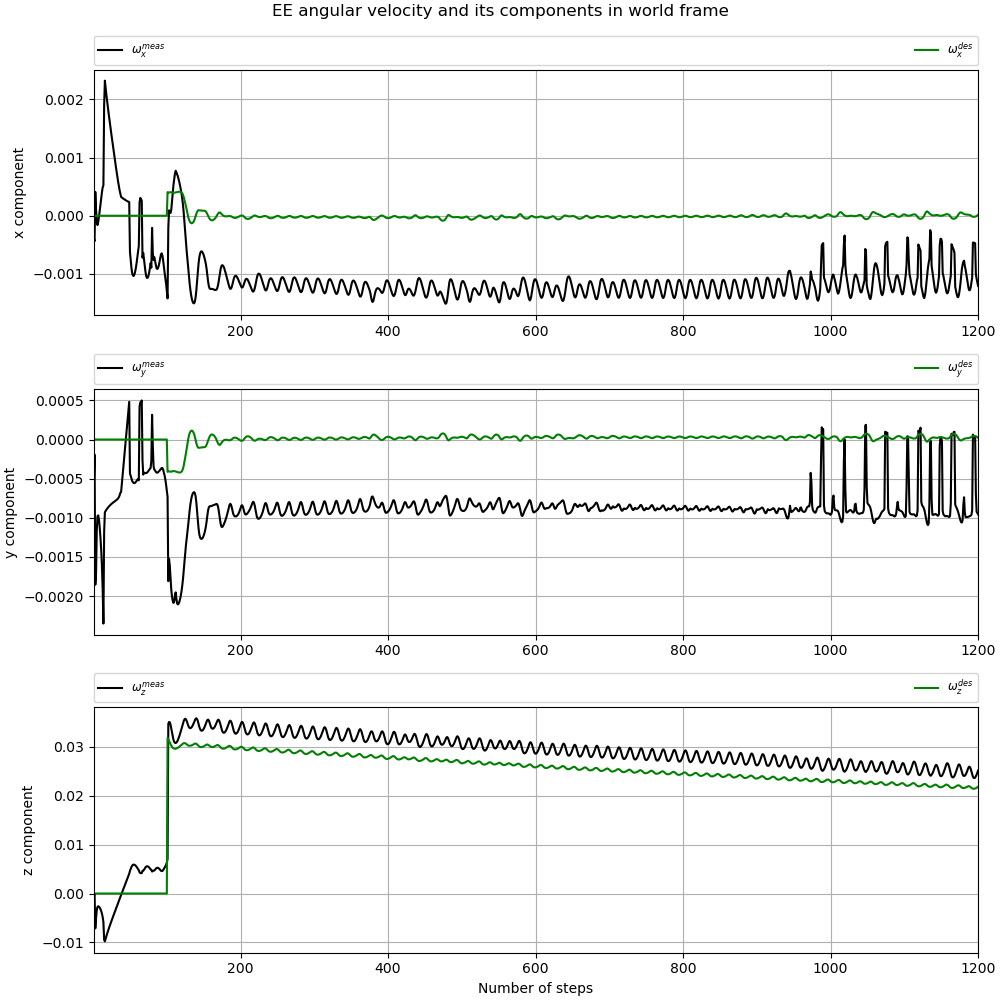 EE angular velocity and its components in world frame
ω_x^meas ω_x^des
0.002
0.001
0.000
−0.001
x component
200 400 600 800 1000 1200
ω_y^meas ω_y^des
0.0005
0.0000
−0.0005
−0.0010
−0.0015
−0.0020
y component
200 400 600 800 1000 1200
ω_z^meas ω_z^des
0.03
0.02
0.01
0.00
−0.01
z component
200 400 600 800 1000 1200
Number of steps